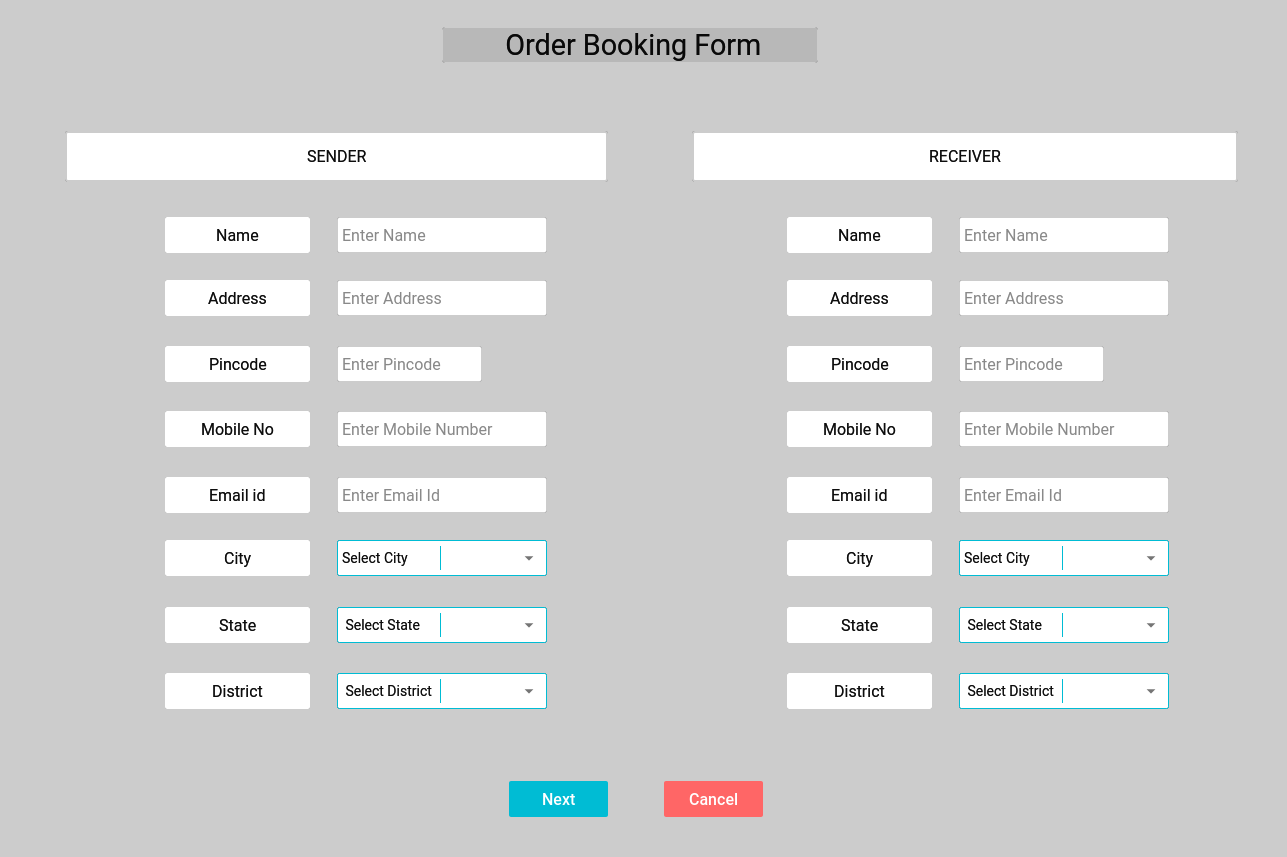 Order Booking Form
SENDER
RECEIVER
Name
Enter Name
Name
Enter Name
Address
Enter Address
Address
Enter Address
Pincode
Enter Pincode
Pincode
Enter Pincode
Mobile No
Enter Mobile Number
Mobile No
Enter Mobile Number
Email id
Enter Email Id
Email id
Enter Email Id
City
Select City
City
Select City
State
Select State
State
Select State
District
Select District
District
Select District
Next
Cancel